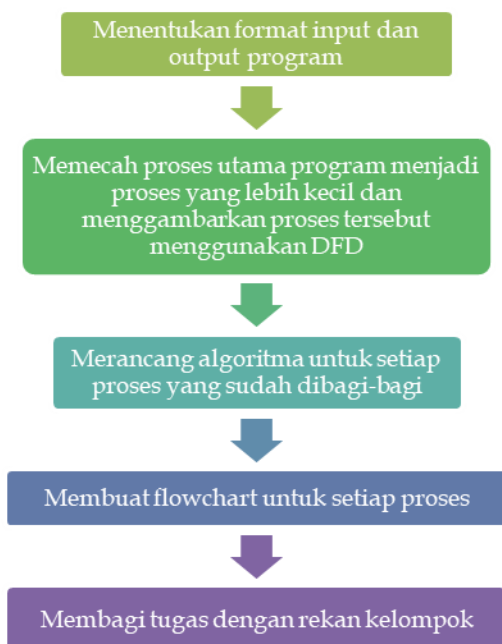 Menentukan format input dan
output program
Memecah proses utama program menjadi
proses yang lebih kecil dan
menggambarkan proses tersebut
menggunakan DFD
Merancang algoritma untuk setiap
proses yang sudah dibagi-bagi
Membuat flowchart untuk setiap proses
Membagi tugas dengan rekan kelompok